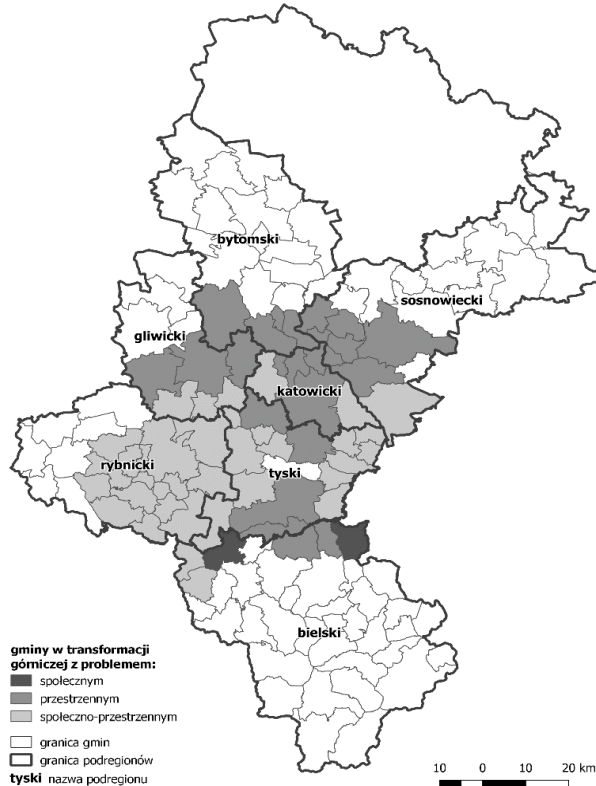 bytomski
sosnowiecki
gliwicki
katowicki
rybnicki
tyski
bielski
gminy w transformacji
górniczej z problemem:
społecznym
przestrzennym
społeczno-przestrzennym
granica gmin
granica podregionów
tyski nazwa podregionu
10 0 10 20 km